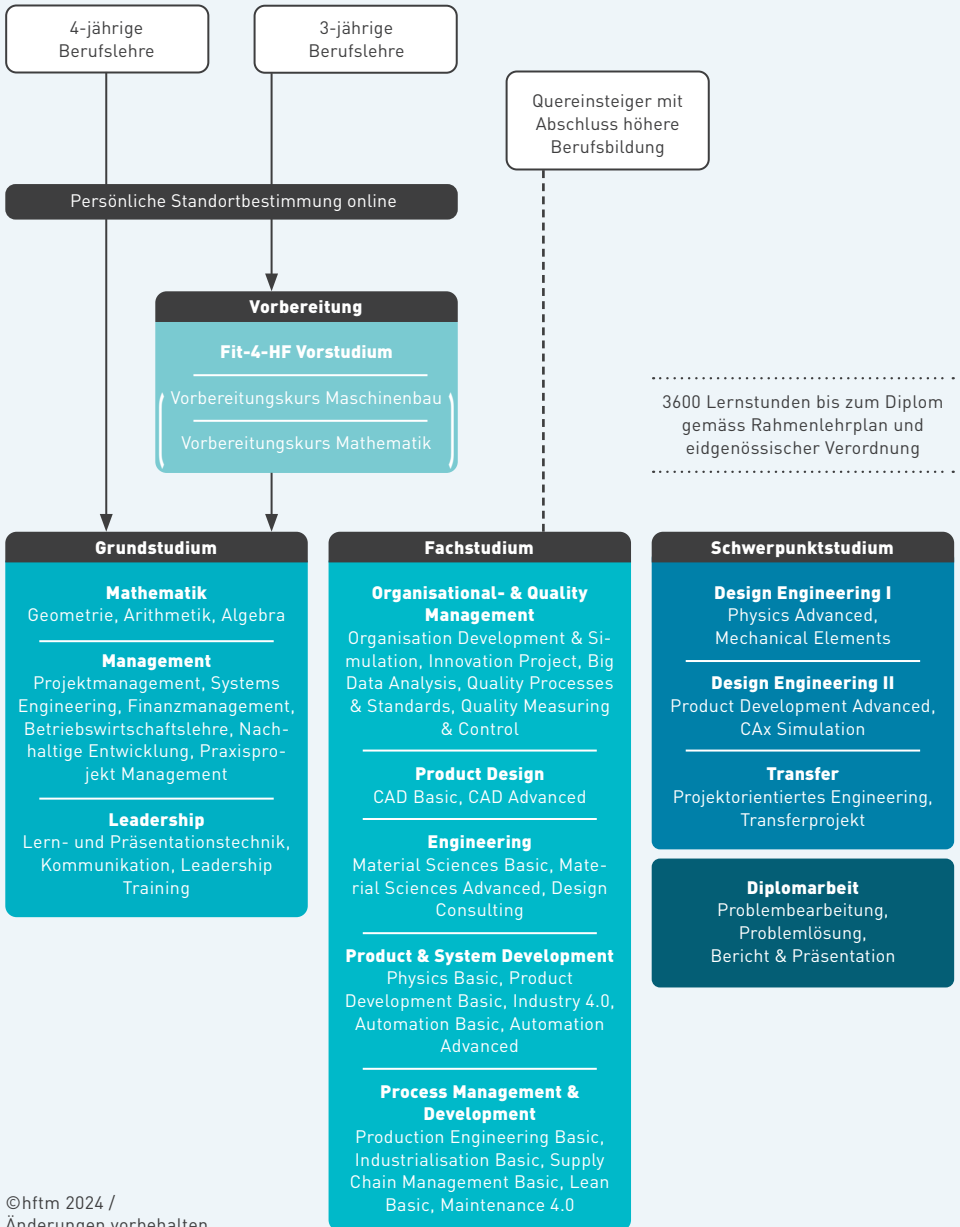 4-jährige
Berufslehre
3-jährige
Berufslehre
Quereinsteiger mit
Abschluss höhere
Berufsbildung
Persönliche Standortbestimmung online
Vorbereitung
Fit-4-HF Vorstudium
Vorbereitungskurs Maschinenbau
Vorbereitungskurs Mathematik
3600 Lernstunden bis zum Diplom
gemäss Rahmenlehrplan und
eidgenössischer Verordnung
Grundstudium
Mathematik
Geometrie, Arithmetik, Algebra
Management
Projektmanagement, Systems
Engineering, Finanzmanagement,
Betriebswirtschaftslehre, Nach-
haltige Entwicklung, Praxispro-
jekt Management
Leadership
Lern- und Präsentationstechnik,
Kommunikation, Leadership
Training
Fachstudium
Organisational- & Quality
Management
Organisation Development & Si-
mulation, Innovation Project, Big
Data Analysis, Quality Processes
& Standards, Quality Measuring
& Control
Product Design
CAD Basic, CAD Advanced
Engineering
Material Sciences Basic, Mate-
rial Sciences Advanced, Design
Consulting
Product & System Development
Physics Basic, Product
Development Basic, Industry 4.0,
Automation Basic, Automation
Advanced
Process Management &
Development
Production Engineering Basic,
Industrialisation Basic, Supply
Chain Management Basic, Lean
Basic, Maintenance 4.0
Schwerpunktstudium
Design Engineering I
Physics Advanced,
Mechanical Elements
Design Engineering II
Product Development Advanced,
CAx Simulation
Transfer
Projektorientiertes Engineering,
Transferprojekt
Diplomarbeit
Problembearbeitung,
Problemlösung,
Bericht & Präsentation
©hftm 2024 /
Änderungen vorbehalten